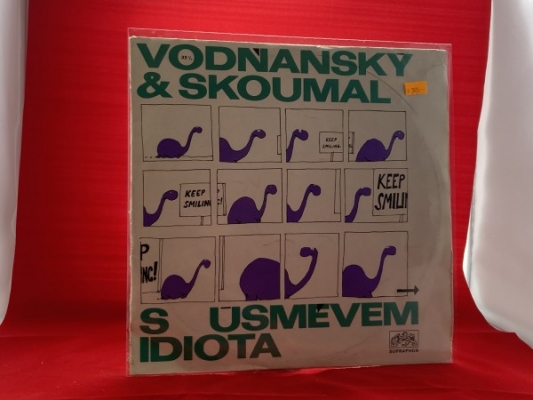 VODNANSKY
& SKOUMAL
KEEP
SMILING
KEEP
SMILING
KEEP
SMILI
P
NG!
S USMEVEM
IDIOTA
SUPRAPHON